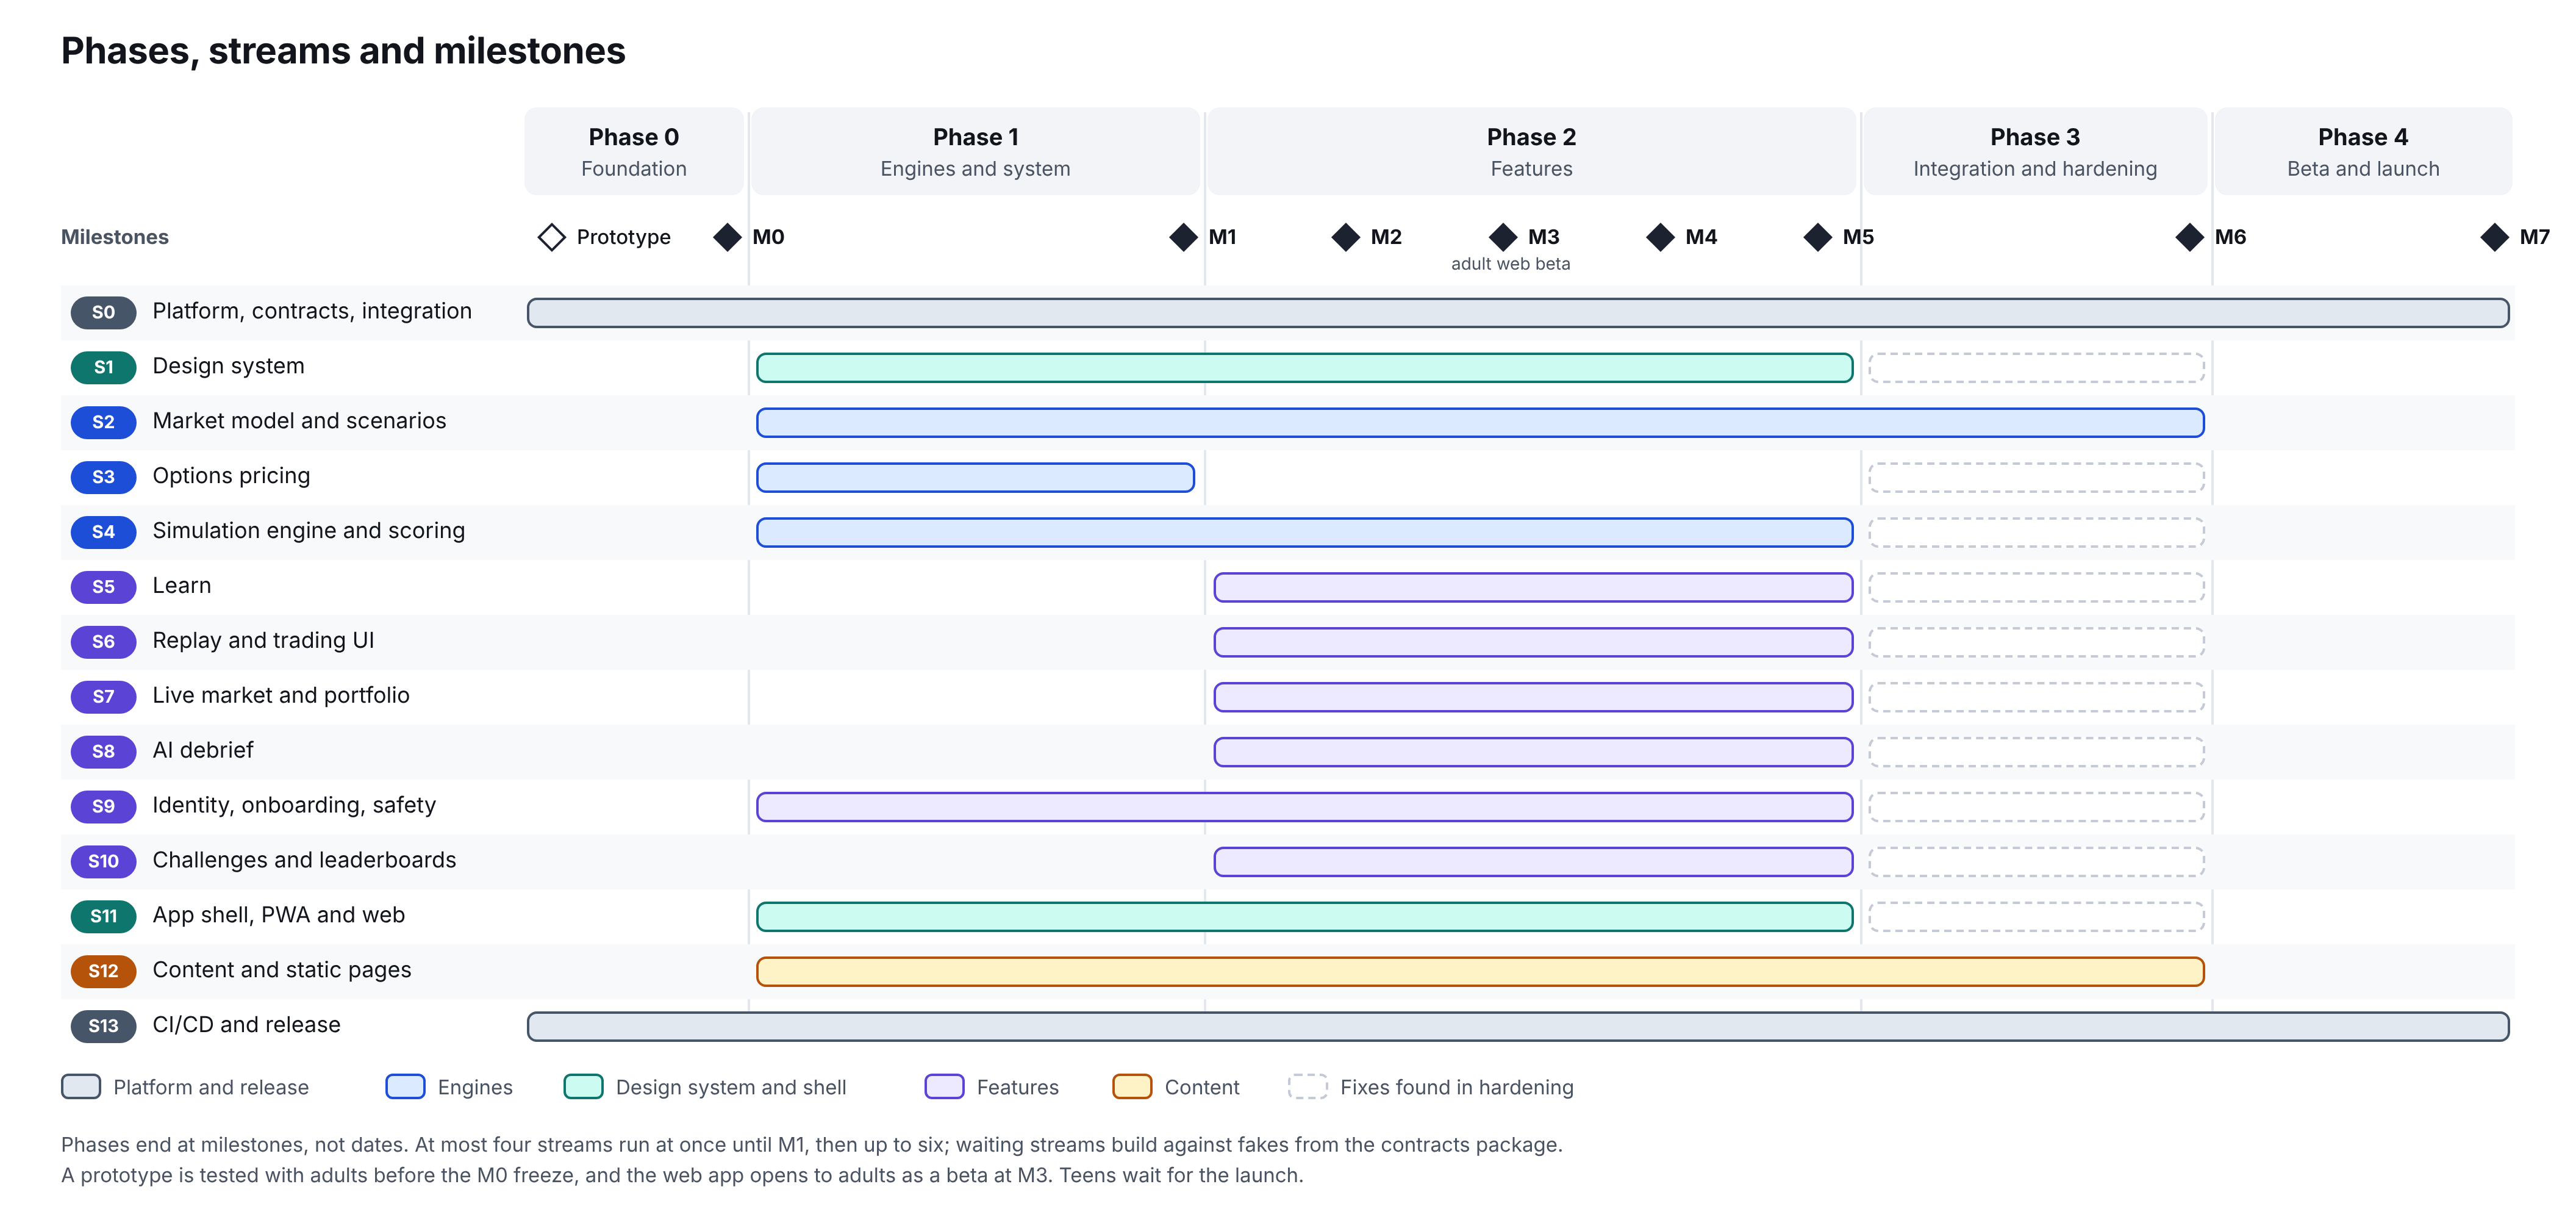 Phases, streams and milestones
Phase 0
Foundation
Phase 1
Engines and system
Phase 2
Features
Phase 3
Integration and hardening
Phase 4
Beta and launch
Milestones
Prototype
M0
M1
M2
M3
adult web beta
M4
M5
M6
M7
S0 Platform, contracts, integration
S1 Design system
S2 Market model and scenarios
S3 Options pricing
S4 Simulation engine and scoring
S5 Learn
S6 Replay and trading UI
S7 Live market and portfolio
S8 AI debrief
S9 Identity, onboarding, safety
S10 Challenges and leaderboards
S11 App shell, PWA and web
S12 Content and static pages
S13 CI/CD and release
Platform and release
Engines
Design system and shell
Features
Content
Fixes found in hardening
Phases end at milestones, not dates. At most four streams run at once until M1, then up to six; waiting streams build against fakes from the contracts package.
A prototype is tested with adults before the M0 freeze, and the web app opens to adults as a beta at M3. Teens wait for the launch.